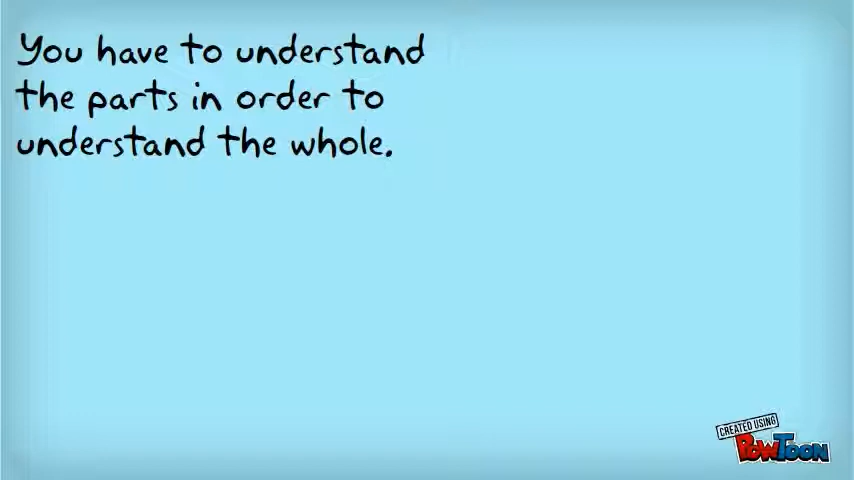 You have to understand
the parts in order to
understand the whole.
CREATED USING
POWTOON